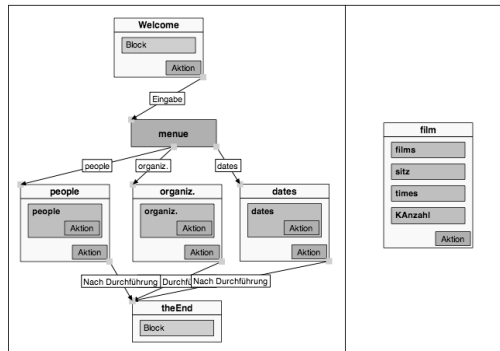 Welcome
Block
Aktion
Eingabe
menue
people
organiz.
dates
people
people
Aktion
Aktion
organiz.
organiz.
Aktion
Aktion
dates
dates
Aktion
Aktion
Nach Durchführung
Durchfü
Nach Durchführung
theEnd
Block
film
films
sitz
times
KAnzahl
Aktion